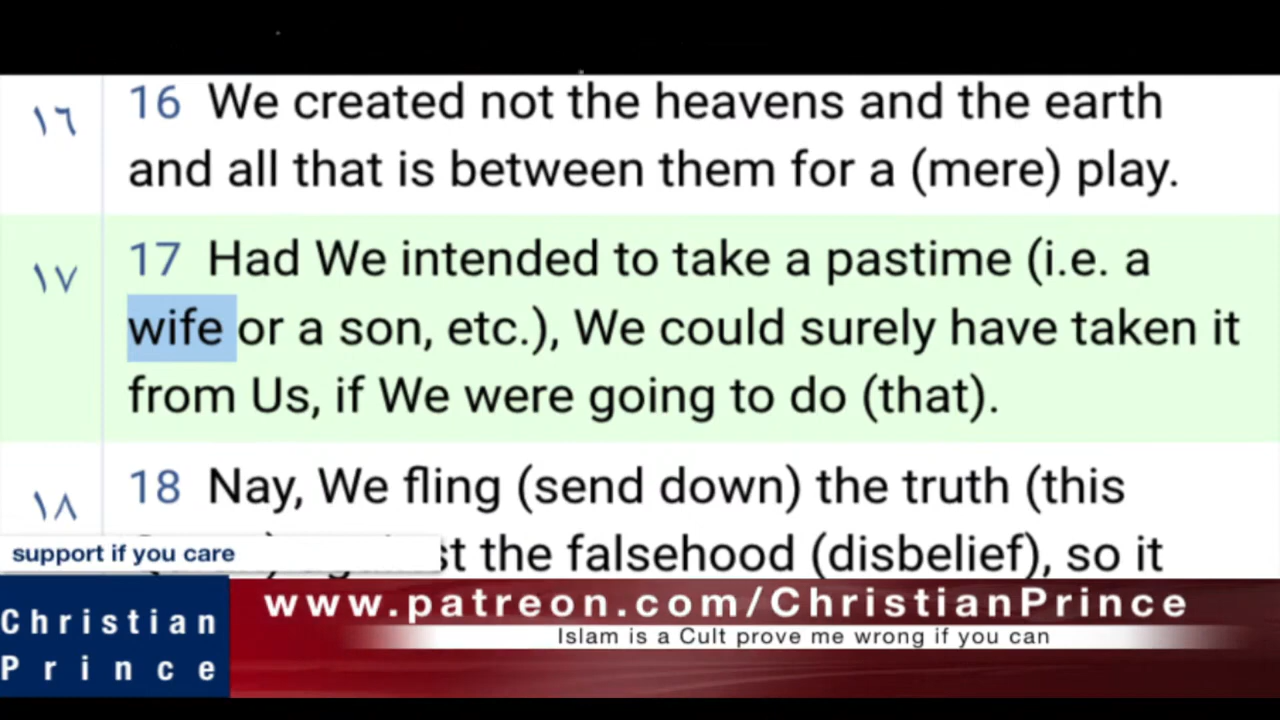 ١٦ 16 We created not the heavens and the earth
and all that is between them for a (mere) play.
١٧ 17 Had We intended to take a pastime (i.e. a
wife or a son, etc.), We could surely have taken it
from Us, if We were going to do (that).
١٨ 18 Nay, We fling (send down) the truth (this
the falsehood (disbelief), so it
support if you care
Christian
Prince
www.patreon.com/ChristianPrince
Islam is a Cult prove me wrong if you can